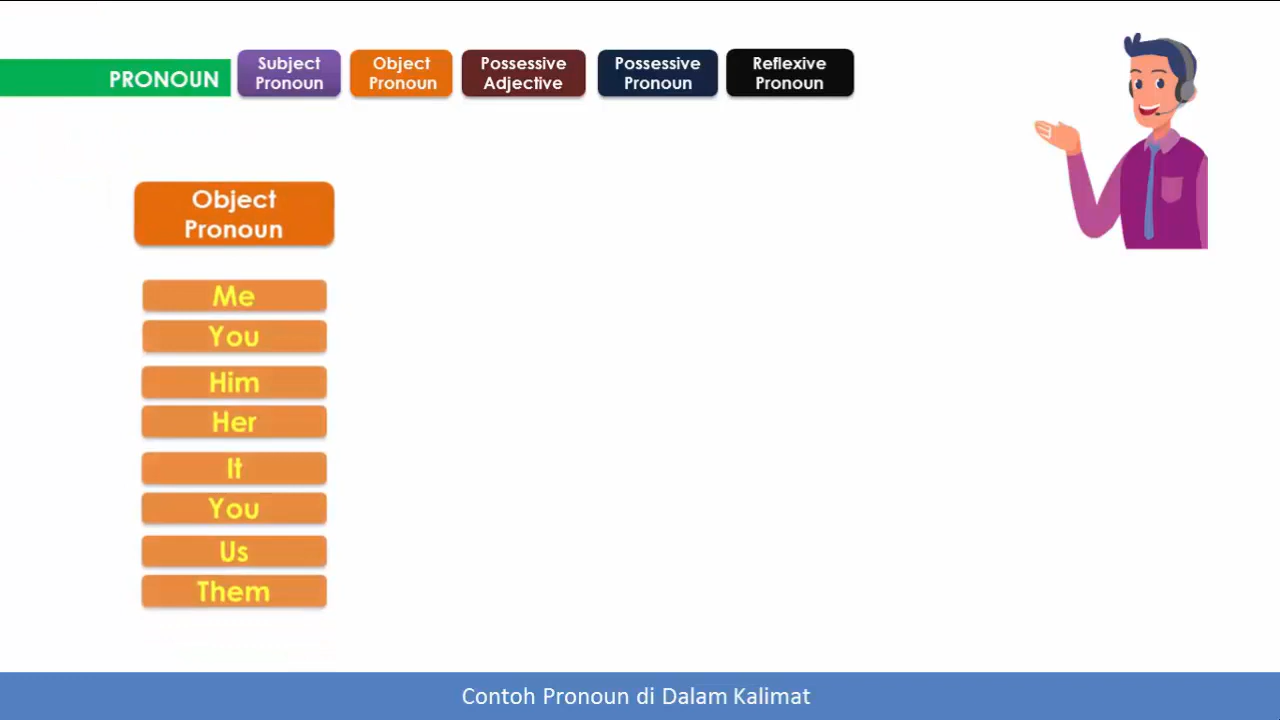 PRONOUN
Subject
Pronoun
Object
Pronoun
Possessive
Adjective
Possessive
Pronoun
Reflexive
Pronoun
Object
Pronoun
Me
You
Him
Her
It
You
Us
Them
Contoh Pronoun di Dalam Kalimat